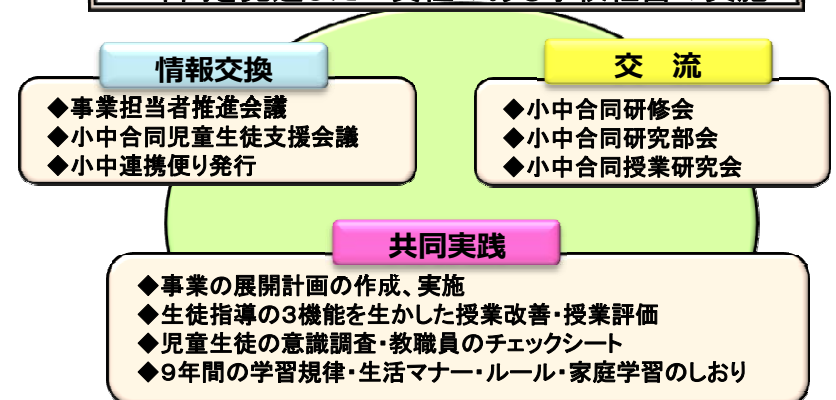 情報交換
◆事業担当者推進会議
◆小中合同児童生徒支援会議
◆小中連携便り発行
交　流
◆小中合同研修会
◆小中合同研究部会
◆小中合同授業研究会
共同実践
◆事業の展開計画の作成、実施
◆生徒指導の３機能を生かした授業改善・授業評価
◆児童生徒の意識調査・教職員のチェックシート
◆９年間の学習規律・生活マナー・ルール・家庭学習のしおり